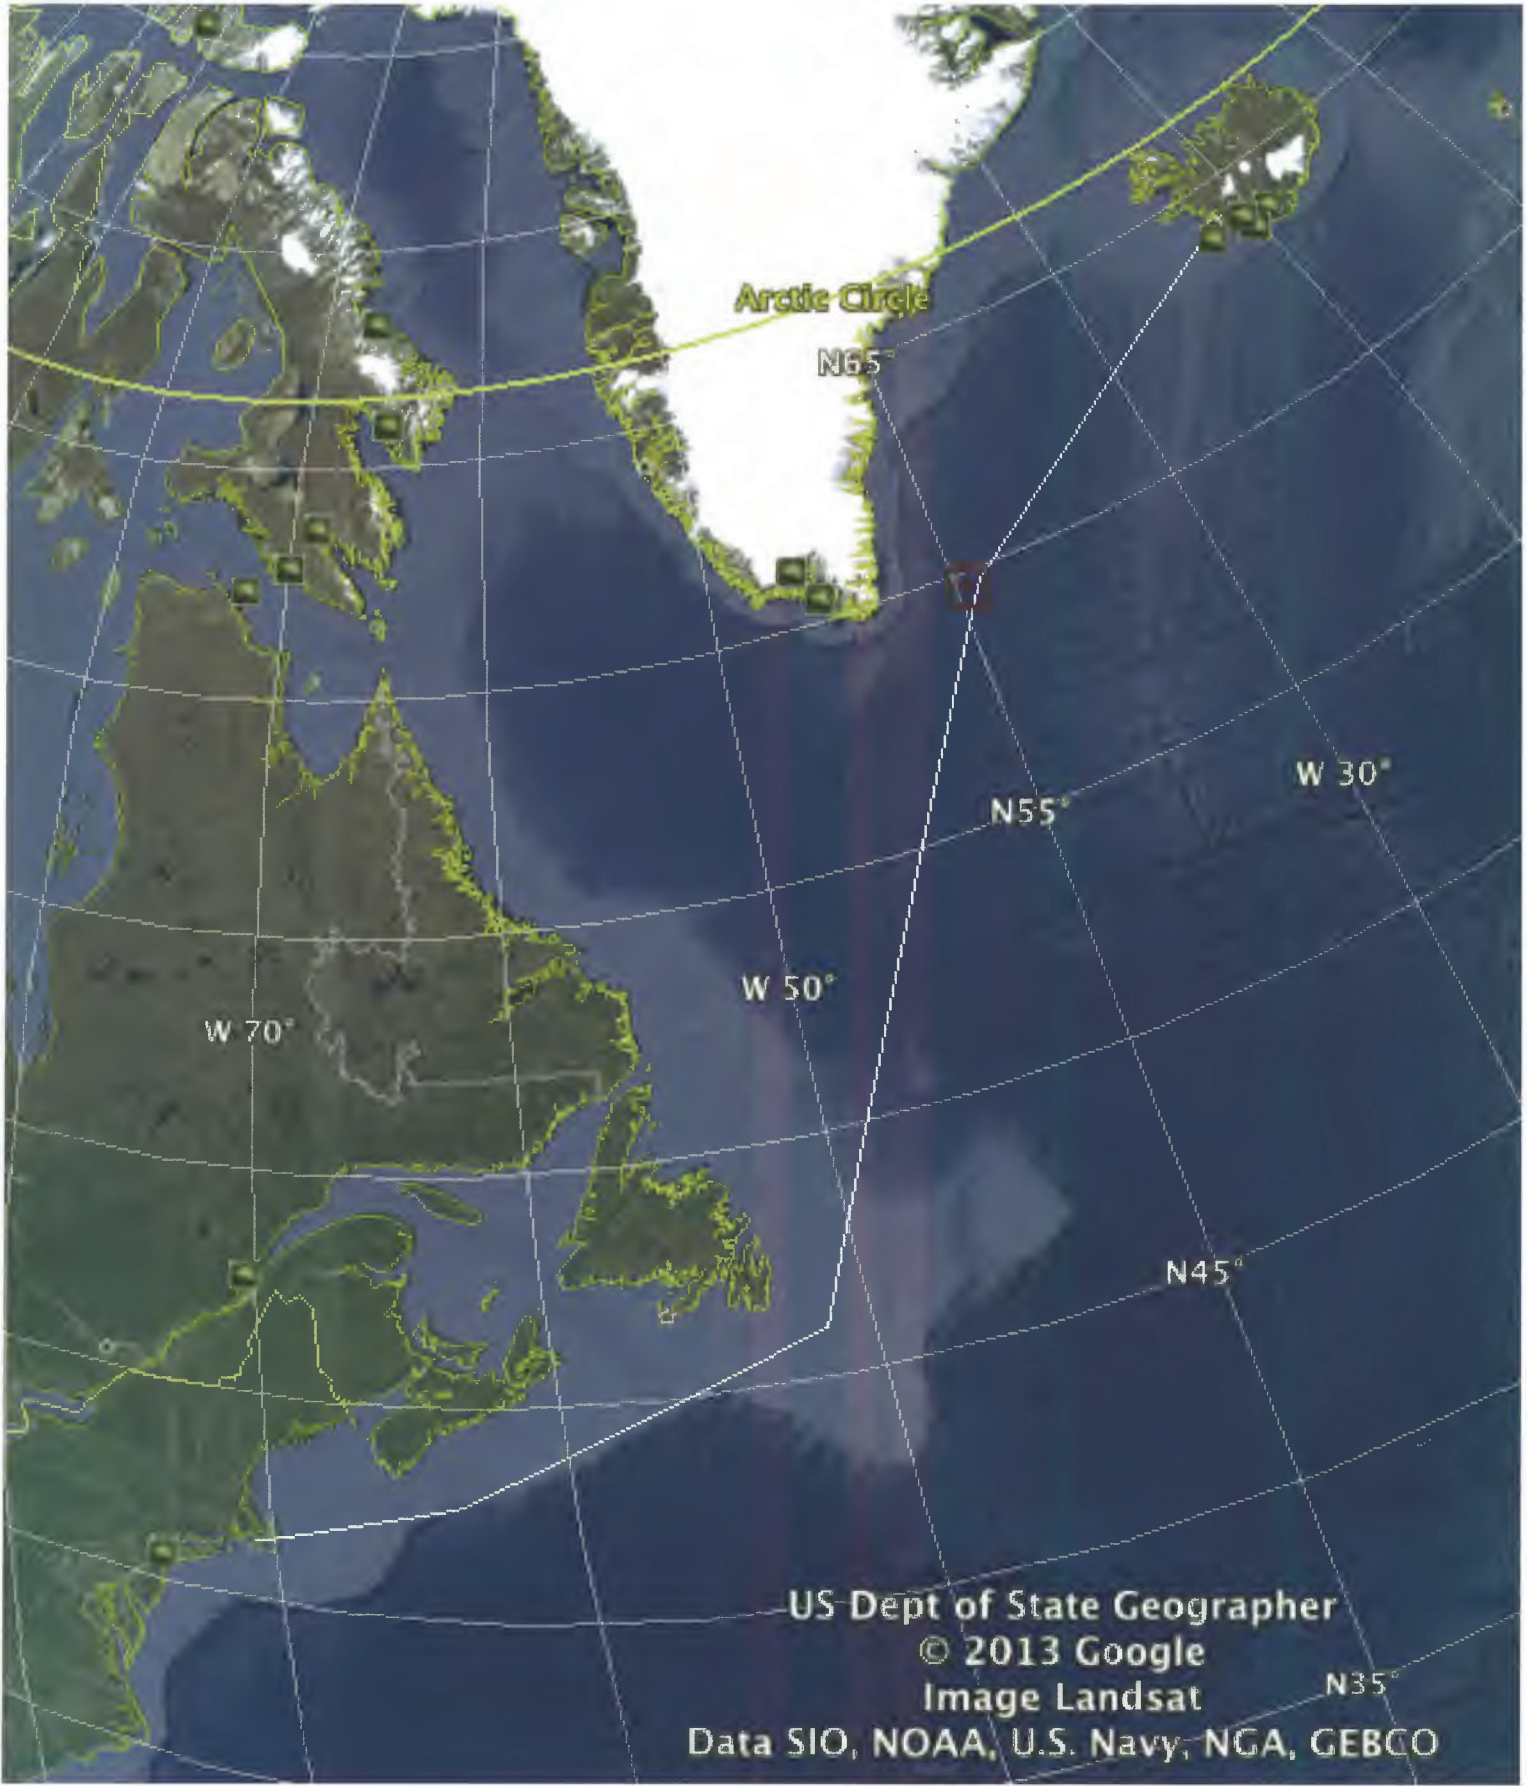 Arctic Circle
N65°
W 30°
N55°
W 50°
W 70°
N45°
US Dept of State Geographer
© 2013 Google
Image Landsat
N35°
Data SIO, NOAA, U.S. Navy, NGA, GEBCO